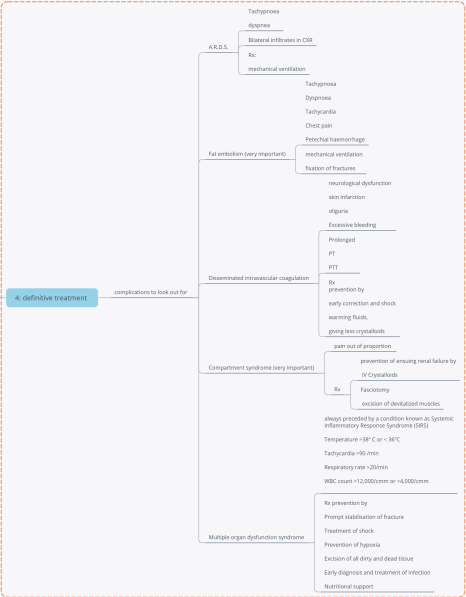 Tachypnoea
dyspnea
Bilateral infiltrates in CXR
A.R.D.S.
Rx:
mechanical ventilation
Tachypnoea
Dyspnoea
Tachycardia
Chest pain
Petechial haemorrhage
Fat embolism (very important)
mechanical ventilation
fixation of fractures
neurological dysfunction
skin infarction
oliguria
Excessive bleeding
Prolonged
PT
PTT
Disseminated intravascular coagulation
Rx
prevention by
early correction and shock
warming fluids,
giving less crystalloids
4: definitive treatment
complications to look out for
pain out of proportion
Compartment syndrome (very important)
prevention of ensuing renal failure by
IV Crystalloids
Rx
Fasciotomy
excision of devitalized muscles
always preceded by a condition known as Systemic
Inflammatory Response Syndrome (SIRS)
Temperature >38° C or < 36°C
Tachycardia >90 /min
Respiratory rate >20/min
WBC count >12,000/cmm or <4,000/cmm
Multiple organ dysfunction syndrome
Rx prevention by
Prompt stabilisation of fracture
Treatment of shock
Prevention of hypoxia
Excision of all dirty and dead tissue
Early diagnosis and treatment of infection
Nutritional support